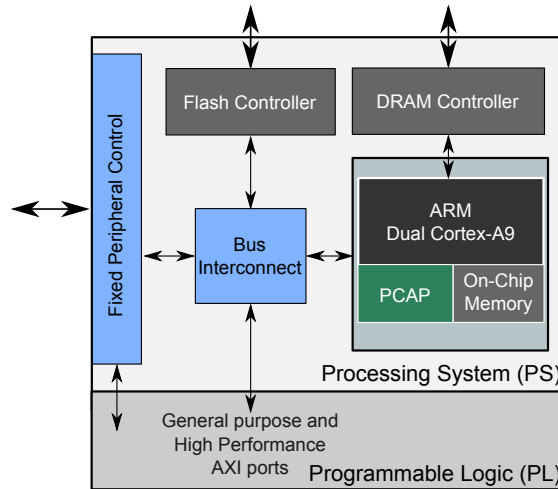 Flash Controller
DRAM Controller
Fixed Peripheral Control
ARM
Dual Cortex-A9
Bus
Interconnect
PCAP
On-Chip
Memory
Processing System (PS)
General purpose and
High Performance
AXI ports
Programmable Logic (PL)